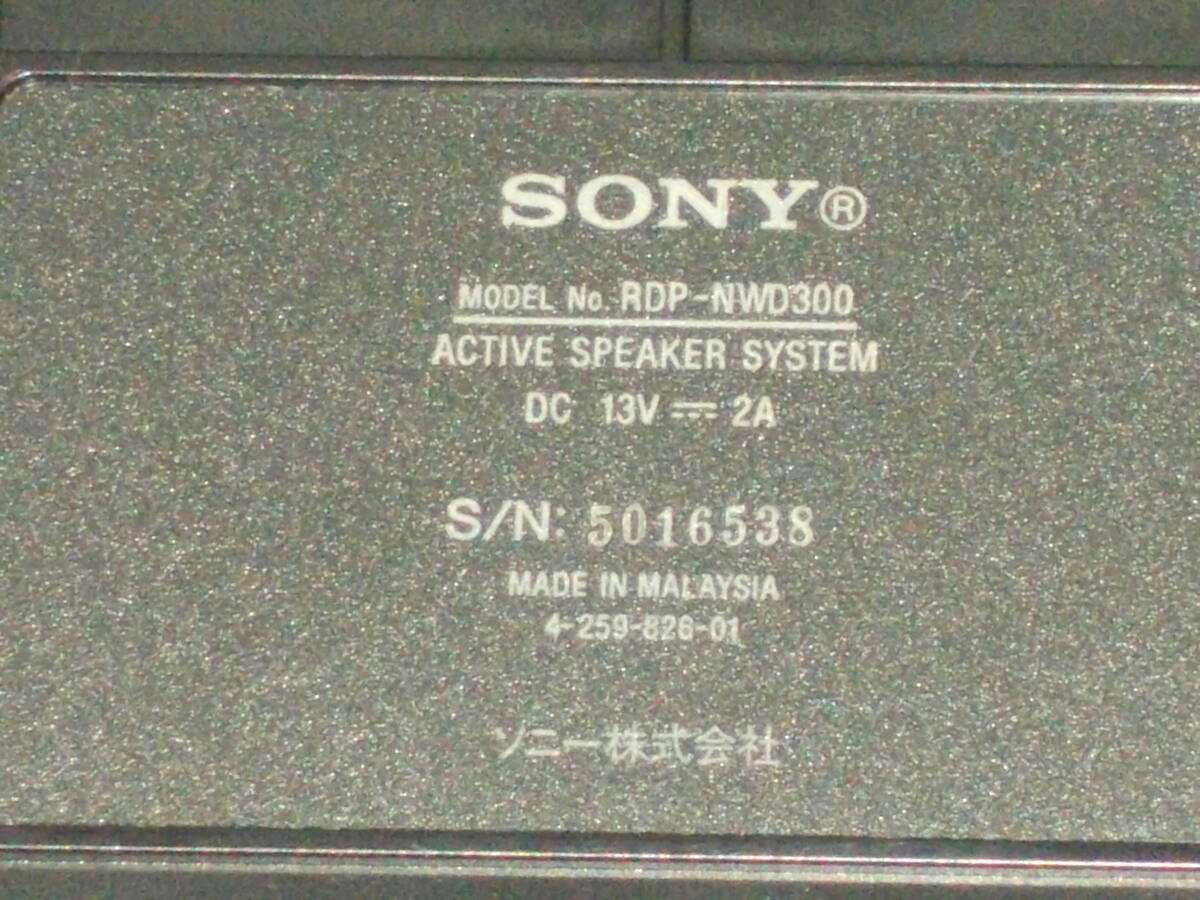 SONY®
MODEL No. RDP-NWD300
ACTIVE SPEAKER SYSTEM
DC 13V ⎓ 2A
S/N: 5016538
MADE IN MALAYSIA
4-259-826-01
ソニー株式会社